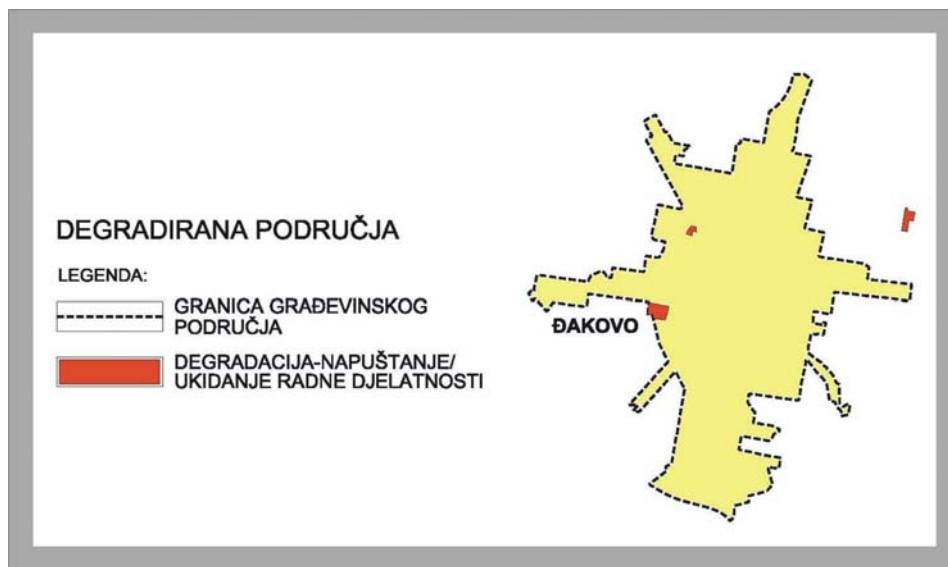 DEGRADIRANA PODRUČJA
LEGENDA:
GRANICA GRAĐEVINSKOG
PODRUČJA
DEGRADACIJA-NAPUŠTANJE/
UKIDANJE RADNE DJELATNOSTI
ĐAKOVO